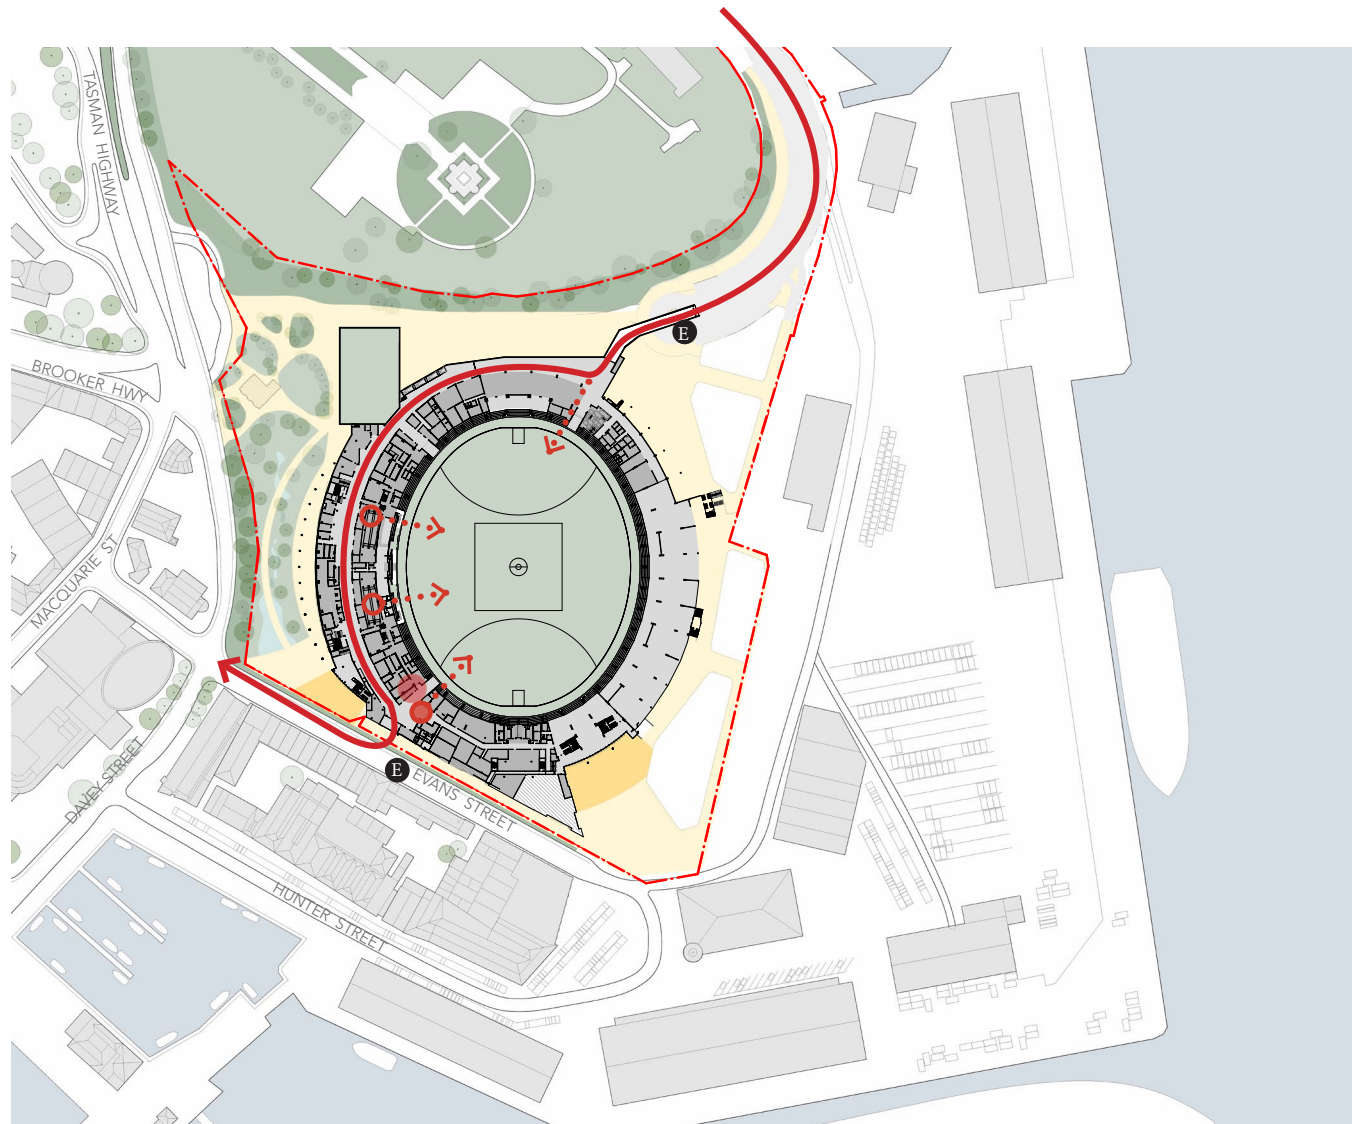 TASMAN HIGHWAY
E
BROOKER HWY
MACQUARIE ST
DAVEY STREET
E
EVANS STREET
HUNTER STREET